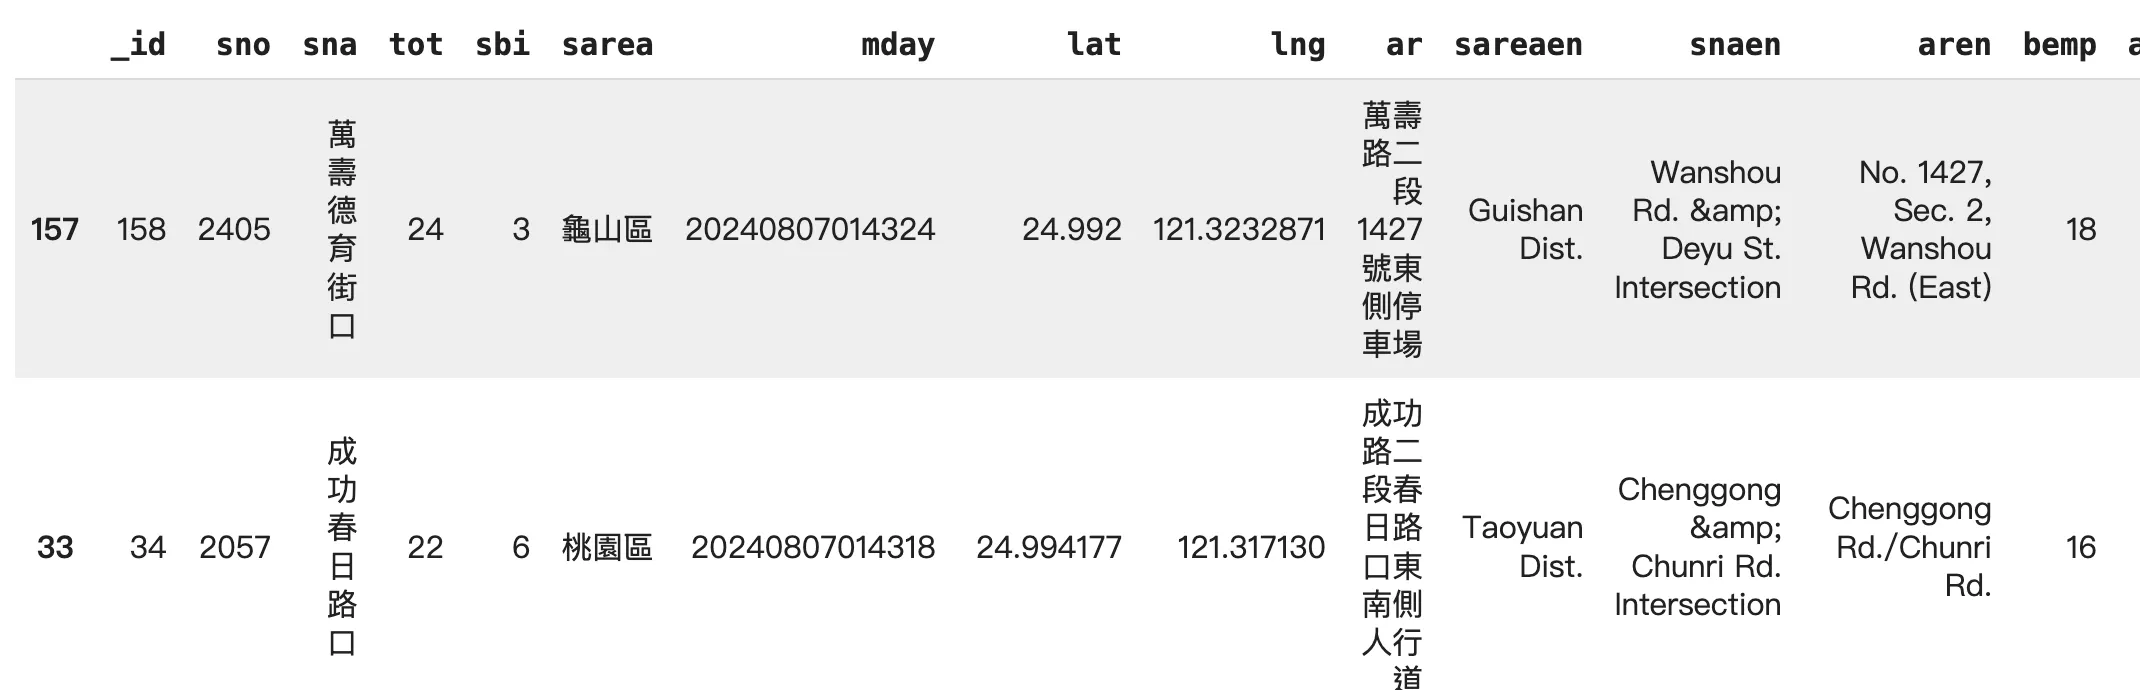 _id sno sna tot sbi sarea mday lat lng ar sareaen snaen aren bemp a
157 158 2405 萬壽德育街口 24 3 龜山區 20240807014324 24.992 121.3232871 萬壽路二段1427號東側停車場 Guishan Dist. Wanshou Rd. &amp; Deyu St. Intersection No. 1427, Sec. 2, Wanshou Rd. (East) 18
33 34 2057 成功春日路口 22 6 桃園區 20240807014318 24.994177 121.317130 成功路二段春日路口東南側人行道 Taoyuan Dist. Chenggong &amp; Chunri Rd. Intersection Chenggong Rd./Chunri Rd. 16